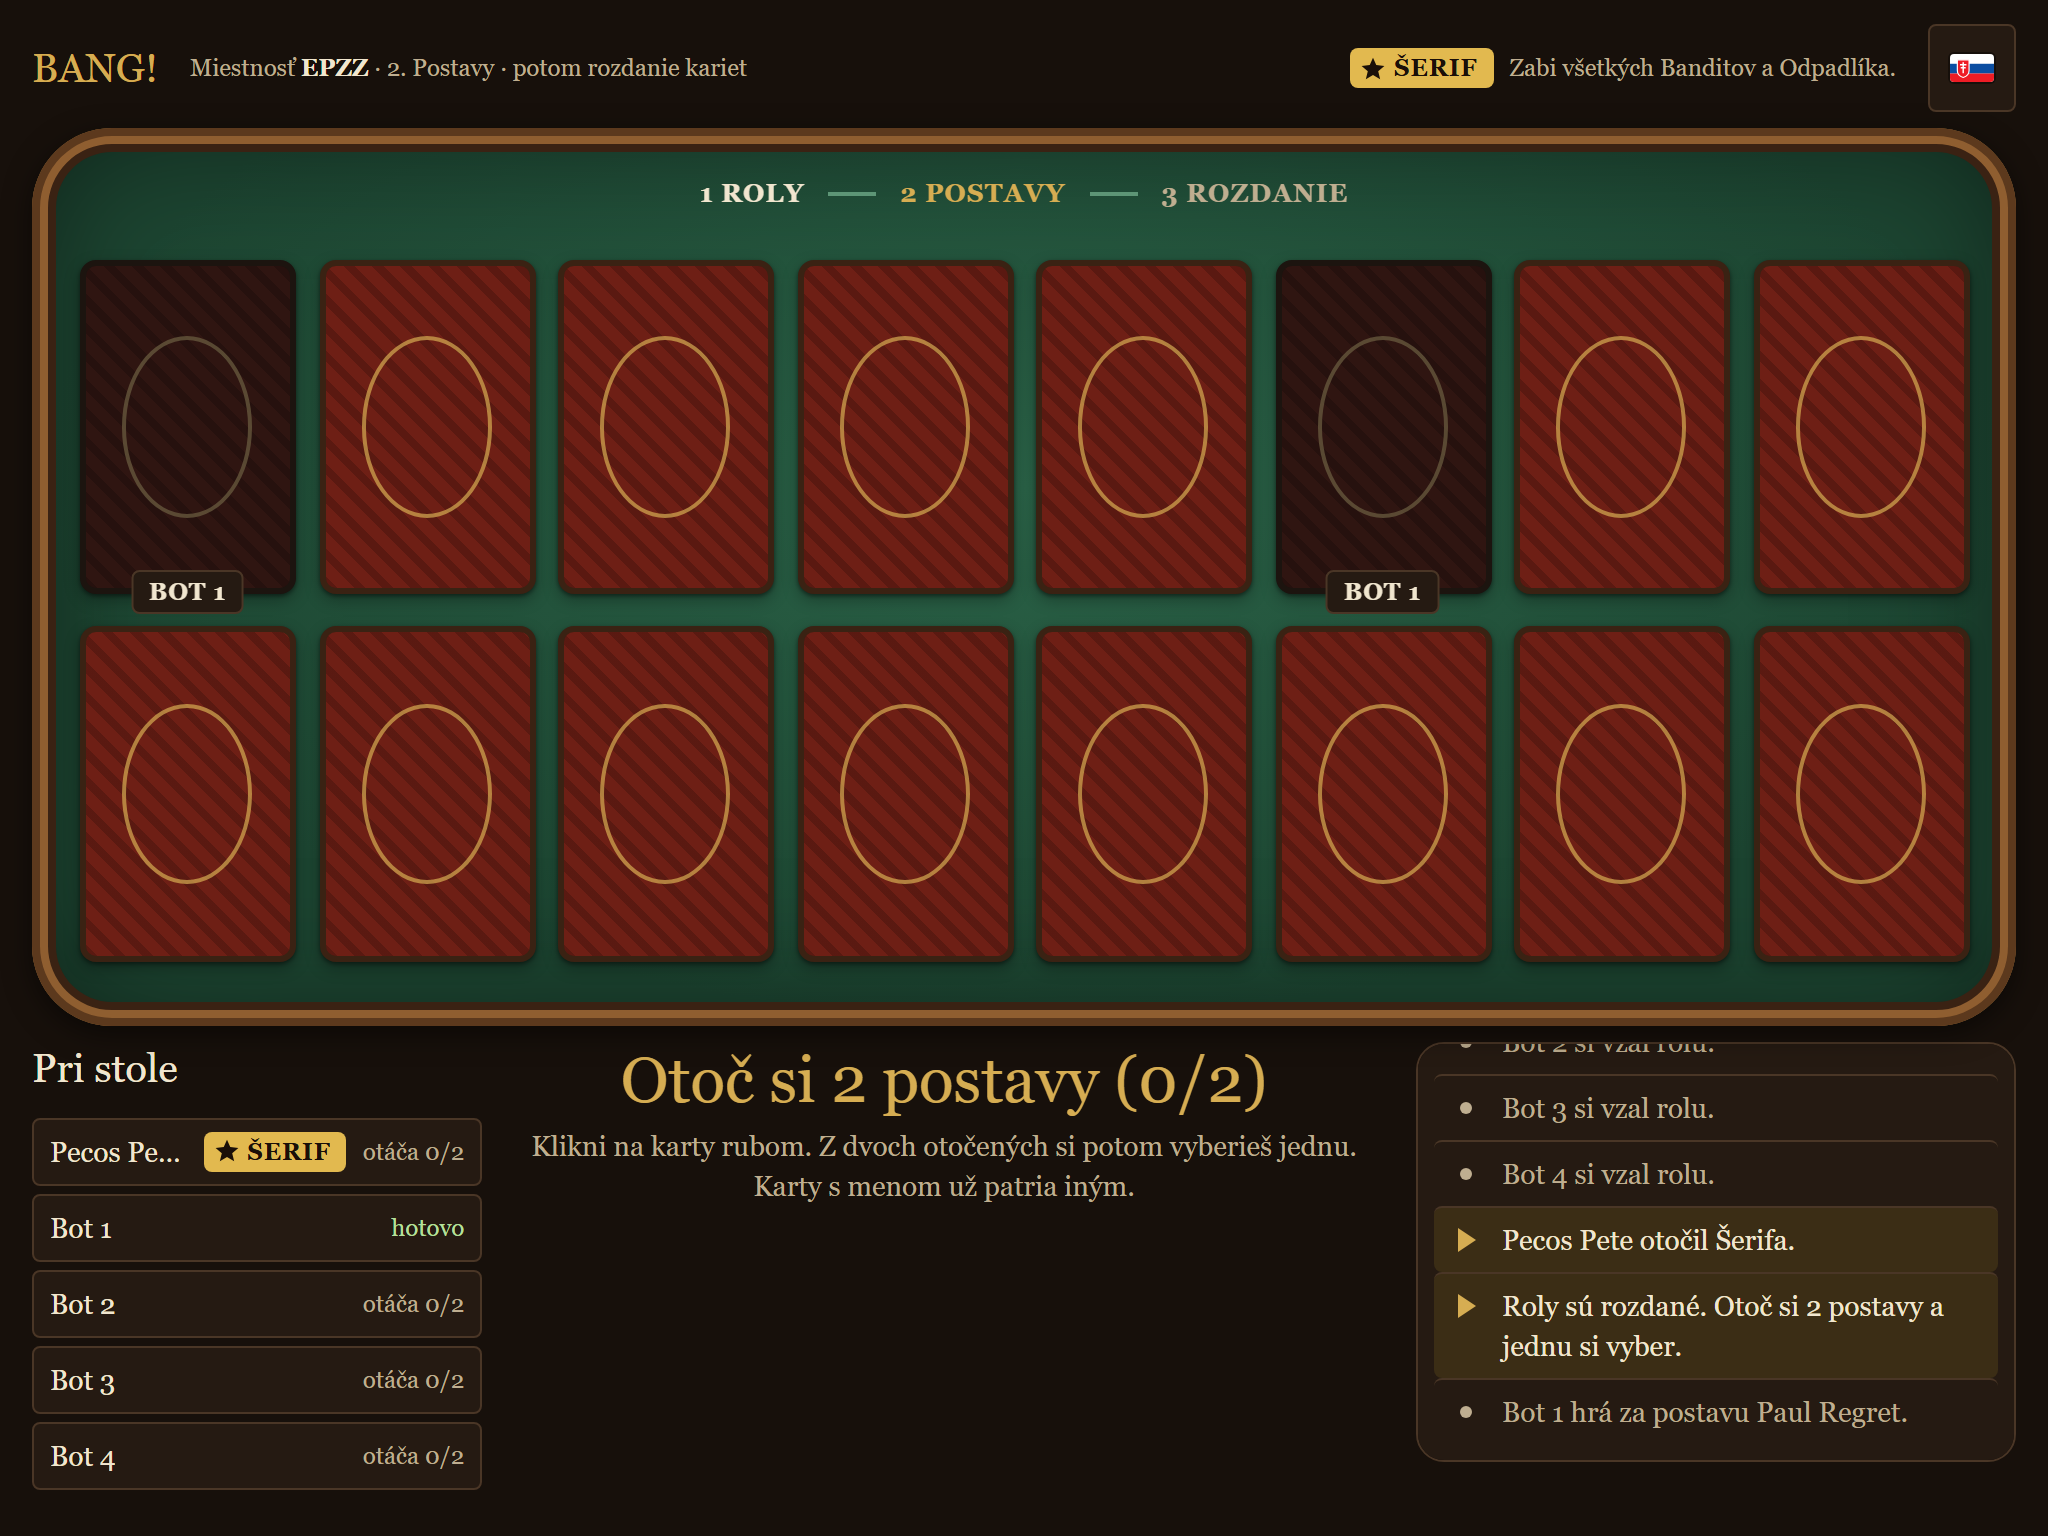 BANG!
Miestnosť EPZZ · 2. Postavy · potom rozdanie kariet
ŠERIF
Zabi všetkých Banditov a Odpadlíka.
1 ROLY
2 POSTAVY
3 ROZDANIE
BOT 1
BOT 1
Pri stole
Pecos Pe...
ŠERIF
otáča 0/2
Bot 1
hotovo
Bot 2
otáča 0/2
Bot 3
otáča 0/2
Bot 4
otáča 0/2
Otoč si 2 postavy (0/2)
Klikni na karty rubom. Z dvoch otočených si potom vyberieš jednu.
Karty s menom už patria iným.
Bot 2 si vzal rolu.
Bot 3 si vzal rolu.
Bot 4 si vzal rolu.
Pecos Pete otočil Šerifa.
Roly sú rozdané. Otoč si 2 postavy a
jednu si vyber.
Bot 1 hrá za postavu Paul Regret.